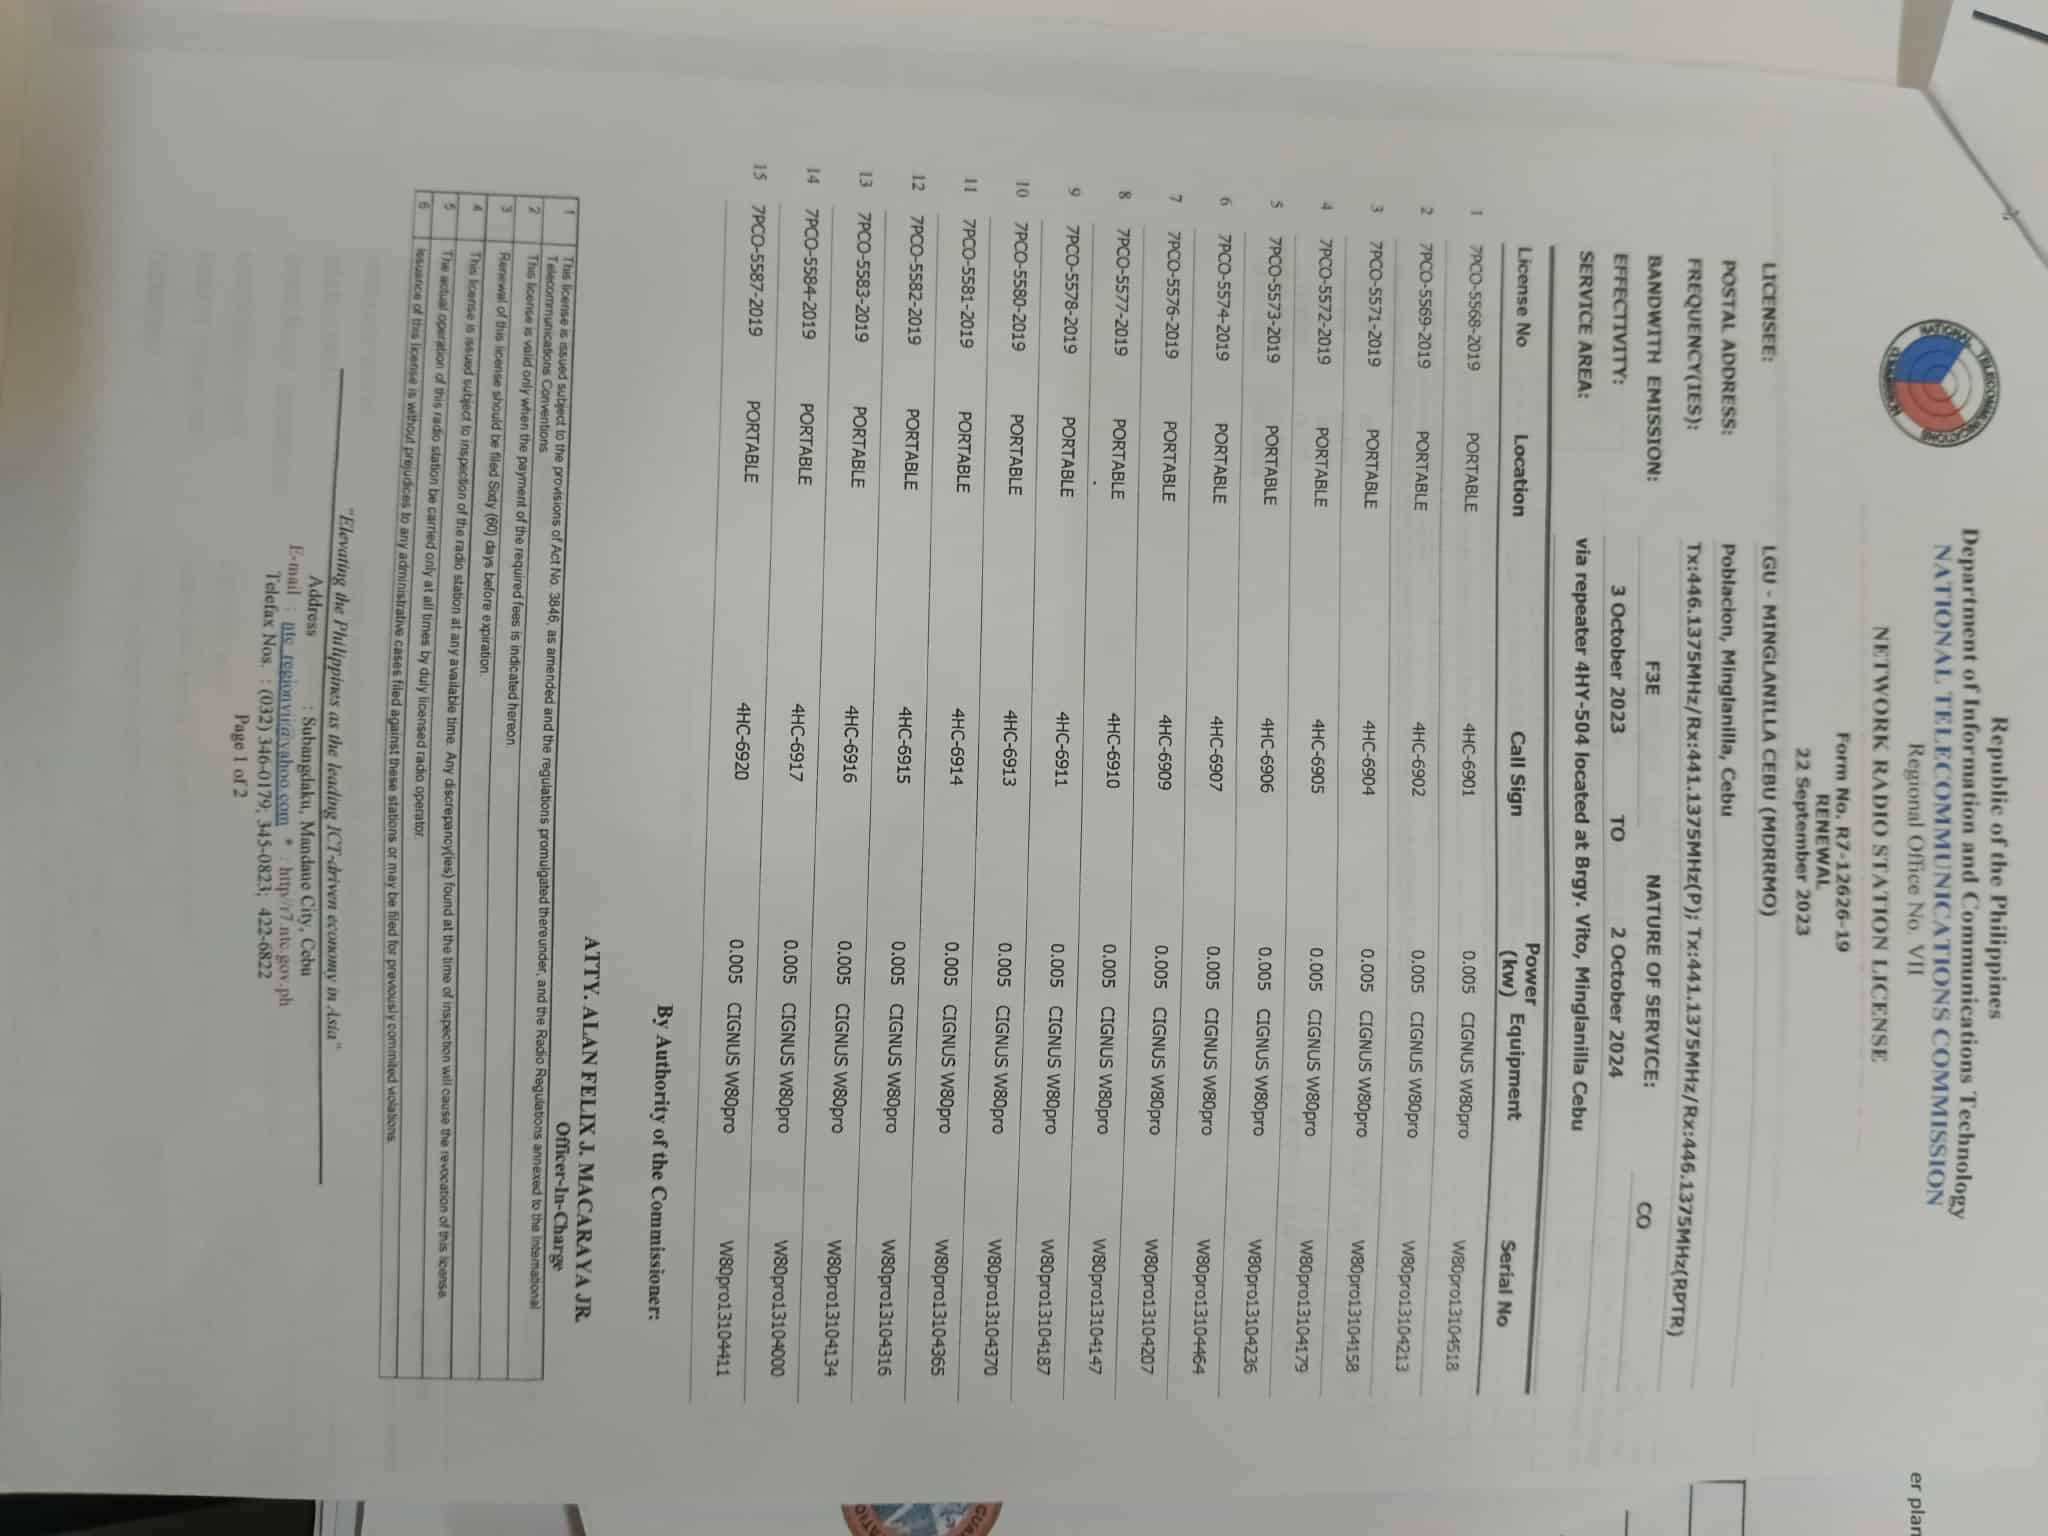 Republic of the Philippines
Department of Information and Communications Technology
NATIONAL TELECOMMUNICATIONS COMMISSION
Regional Office No. VII
NETWORK RADIO STATION LICENSE
NATIONAL TELECOMMUNICATIONS COMMISSION
er plan
Form No. R7-12626-19
RENEWAL
22 September 2023
LICENSEE: LGU - MINGLANILLA CEBU (MDRRMO)
POSTAL ADDRESS: Poblacion, Minglanilla, Cebu
FREQUENCY(IES): Tx:446.1375MHz/Rx:441.1375MHz(P); Tx:441.1375MHz/Rx:446.1375MHz(RPTR)
BANDWITH EMISSION: F3E NATURE OF SERVICE: CO
EFFECTIVITY: 3 October 2023 TO 2 October 2024
SERVICE AREA: via repeater 4HY-504 located at Brgy. Vito, Minglanilla Cebu
License No Location Call Sign Power (kw) Equipment Serial No
1 7PCO-5568-2019 PORTABLE 4HC-6901 0.005 CIGNUS W80pro W80pro13104518
2 7PCO-5569-2019 PORTABLE 4HC-6902 0.005 CIGNUS W80pro W80pro13104213
3 7PCO-5571-2019 PORTABLE 4HC-6904 0.005 CIGNUS W80pro W80pro13104158
4 7PCO-5572-2019 PORTABLE 4HC-6905 0.005 CIGNUS W80pro W80pro13104179
5 7PCO-5573-2019 PORTABLE 4HC-6906 0.005 CIGNUS W80pro W80pro13104236
6 7PCO-5574-2019 PORTABLE 4HC-6907 0.005 CIGNUS W80pro W80pro13104464
7 7PCO-5576-2019 PORTABLE 4HC-6909 0.005 CIGNUS W80pro W80pro13104207
8 7PCO-5577-2019 PORTABLE 4HC-6910 0.005 CIGNUS W80pro W80pro13104147
9 7PCO-5578-2019 PORTABLE 4HC-6911 0.005 CIGNUS W80pro W80pro13104187
10 7PCO-5580-2019 PORTABLE 4HC-6913 0.005 CIGNUS W80pro W80pro13104370
11 7PCO-5581-2019 PORTABLE 4HC-6914 0.005 CIGNUS W80pro W80pro13104365
12 7PCO-5582-2019 PORTABLE 4HC-6915 0.005 CIGNUS W80pro W80pro13104316
13 7PCO-5583-2019 PORTABLE 4HC-6916 0.005 CIGNUS W80pro W80pro13104134
14 7PCO-5584-2019 PORTABLE 4HC-6917 0.005 CIGNUS W80pro W80pro13104000
15 7PCO-5587-2019 PORTABLE 4HC-6920 0.005 CIGNUS W80pro W80pro13104411
By Authority of the Commissioner:
ATTY. ALAN FELIX J. MACARAYA JR.
Officer-In-Charge
1 This license is issued subject to the provisions of Act No. 3846, as amended and the regulations promulgated thereunder, and the Radio Regulations annexed to the International
Telecommunications Conventions.
2 This license is valid only when the payment of the required fees is indicated hereon.
3 Renewal of this license should be filed Sixty (60) days before expiration.
4 This license is issued subject to inspection of the radio station at any available time. Any discrepancy(ies) found at the time of inspection will cause the revocation of this license.
5 The actual operation of this radio station be carried only at all times by duly licensed radio operator.
6 Issuance of this license is without prejudices to any administrative cases filed against these stations or may be filed for previously commited violations.
"Elevating the Philippines as the leading ICT-driven economy in Asia"
Address : Subangdaku, Mandaue City, Cebu
E-mail : ntc_regionvii@yahoo.com * : http//r7.ntc.gov.ph
Telefax Nos. : (032) 346-0179; 345-0823; 422-6822
Page 1 of 2